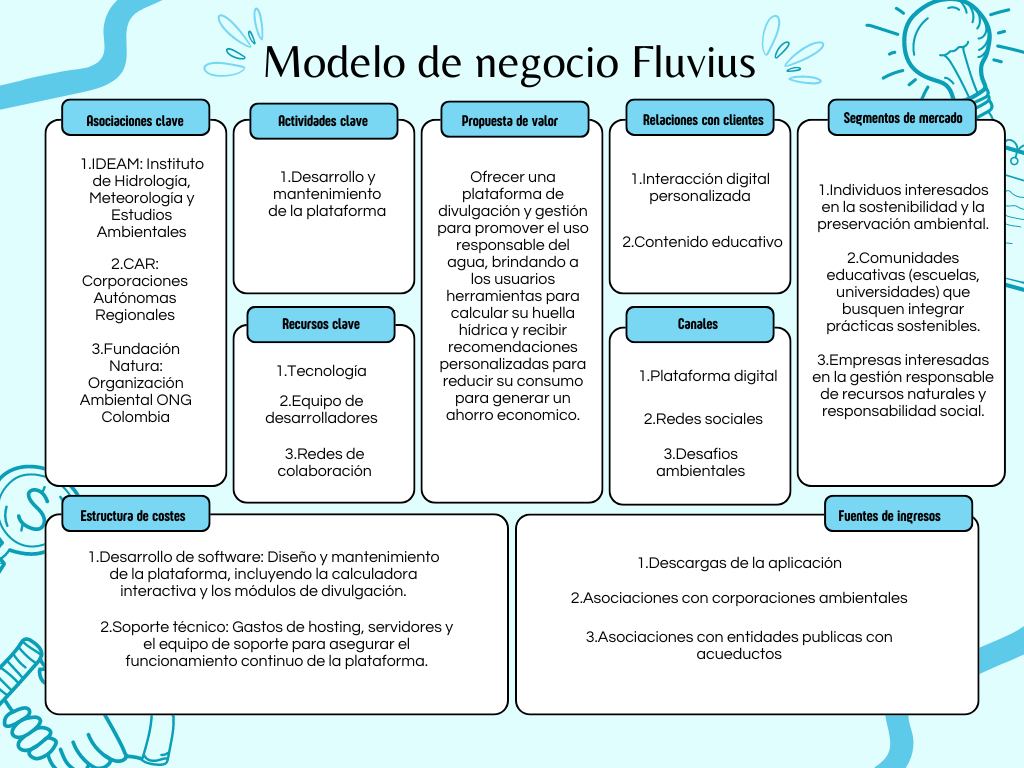 Modelo de negocio Fluvius
Asociaciones clave
1.IDEAM: Instituto
de Hidrología,
Meteorología y
Estudios
Ambientales
2.CAR:
Corporaciones
Autónomas
Regionales
3.Fundación
Natura:
Organización
Ambiental ONG
Colombia
Actividades clave
1.Desarrollo y
mantenimiento
de la plataforma
Recursos clave
1.Tecnología
2.Equipo de
desarrolladores
3.Redes de
colaboración
Propuesta de valor
Ofrecer una
plataforma de
divulgación y gestión
para promover el uso
responsable del
agua, brindando a
los usuarios
herramientas para
calcular su huella
hídrica y recibir
recomendaciones
personalizadas para
reducir su consumo
para generar un
ahorro economico.
Relaciones con clientes
1.Interacción digital
personalizada
2.Contenido educativo
Canales
1.Plataforma digital
2.Redes sociales
3.Desafios
ambientales
Segmentos de mercado
1.Individuos interesados
en la sostenibilidad y la
preservación ambiental.
2.Comunidades
educativas (escuelas,
universidades) que
busquen integrar
prácticas sostenibles.
3.Empresas interesadas
en la gestión responsable
de recursos naturales y
responsabilidad social.
Estructura de costes
1.Desarrollo de software: Diseño y mantenimiento
de la plataforma, incluyendo la calculadora
interactiva y los módulos de divulgación.
2.Soporte técnico: Gastos de hosting, servidores y
el equipo de soporte para asegurar el
funcionamiento continuo de la plataforma.
Fuentes de ingresos
1.Descargas de la aplicación
2.Asociaciones con corporaciones ambientales
3.Asociaciones con entidades publicas con
acueductos